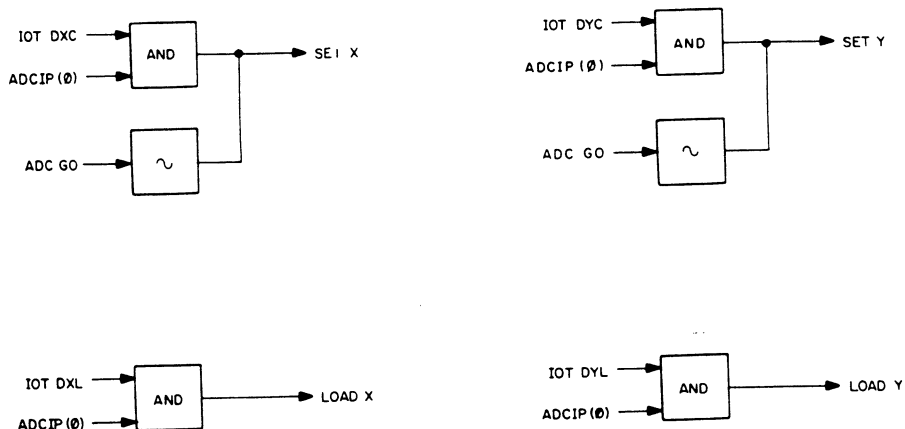 IOT DXC
AND
SEI X
ADCIP(Ø)
ADC GO
~
IOT DYC
AND
SET Y
ADCIP(Ø)
ADC GO
~
IOT DXL
AND
LOAD X
ADCIP(Ø)
IOT DYL
AND
LOAD Y
ADCIP(Ø)